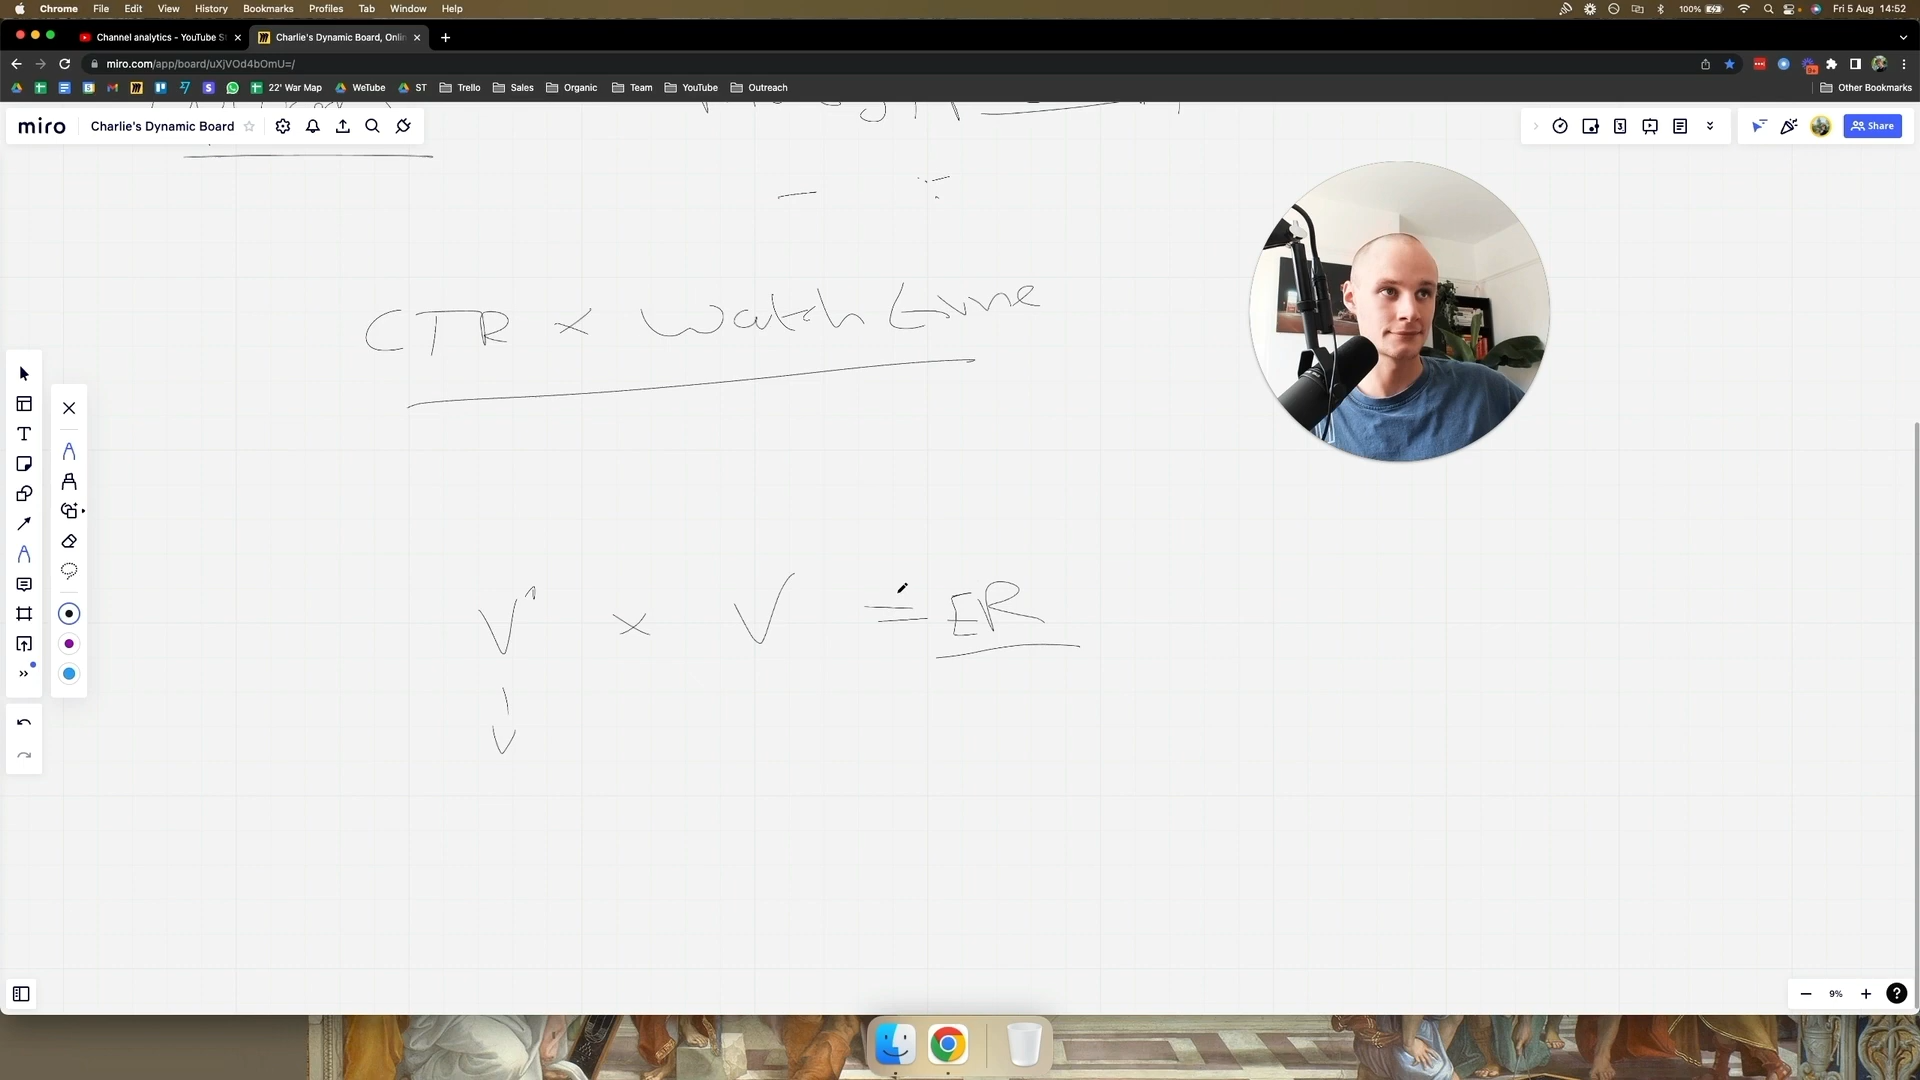 Chrome File Edit View History Bookmarks Profiles Tab Window Help 100% Fri 5 Aug 14:52
Channel analytics - YouTube S Charlie's Dynamic Board, Onlin
miro.com/app/board/uXjVOd4bOmU=/
22' War Map WeTube ST Trello Sales Organic Team YouTube Outreach Other Bookmarks
miro Charlie's Dynamic Board Share
CTR x Watch time
V x V = ER
9%